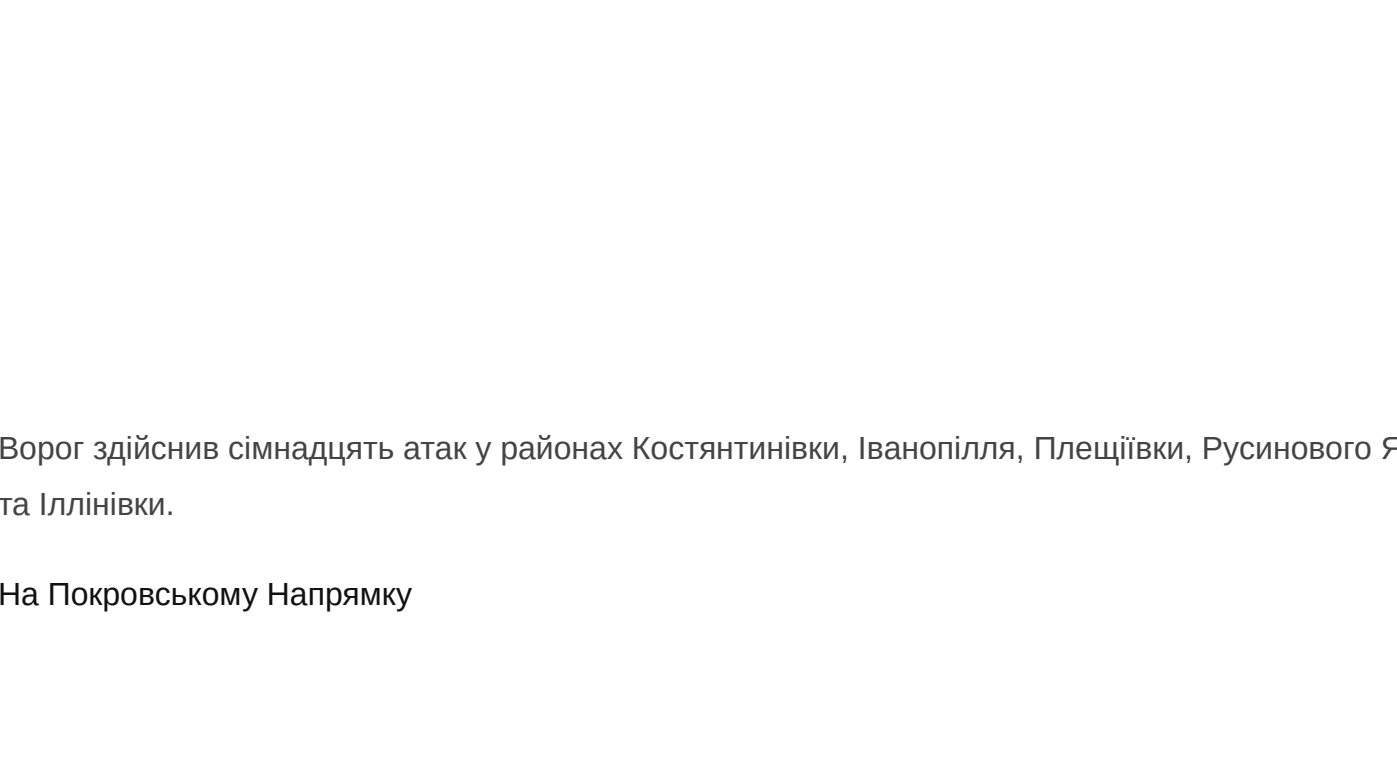 Ворог здійснив сімнадцять атак у районах Костянтинівки, Іванопілля, Плещіївки, Русинового
та Іллінівки.
На Покровському Напрямку